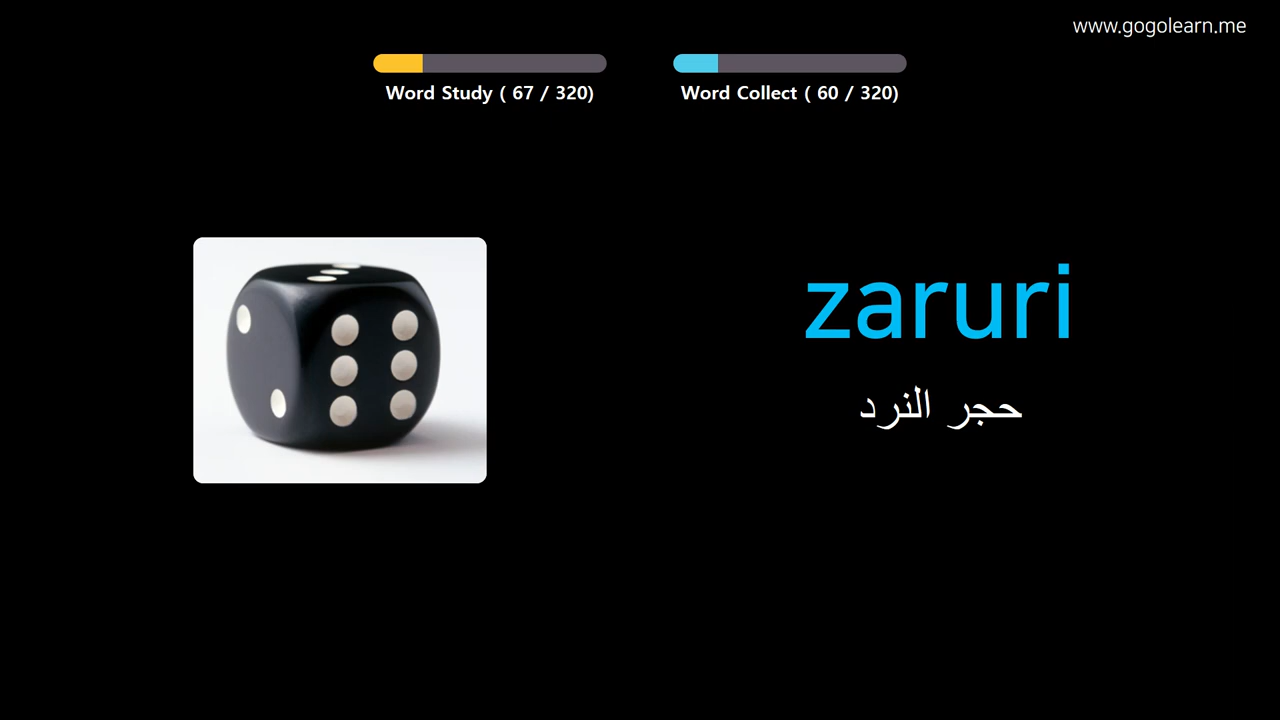 www.gogolearn.me
Word Study ( 67 / 320)
Word Collect ( 60 / 320)
zaruri
حجر النرد